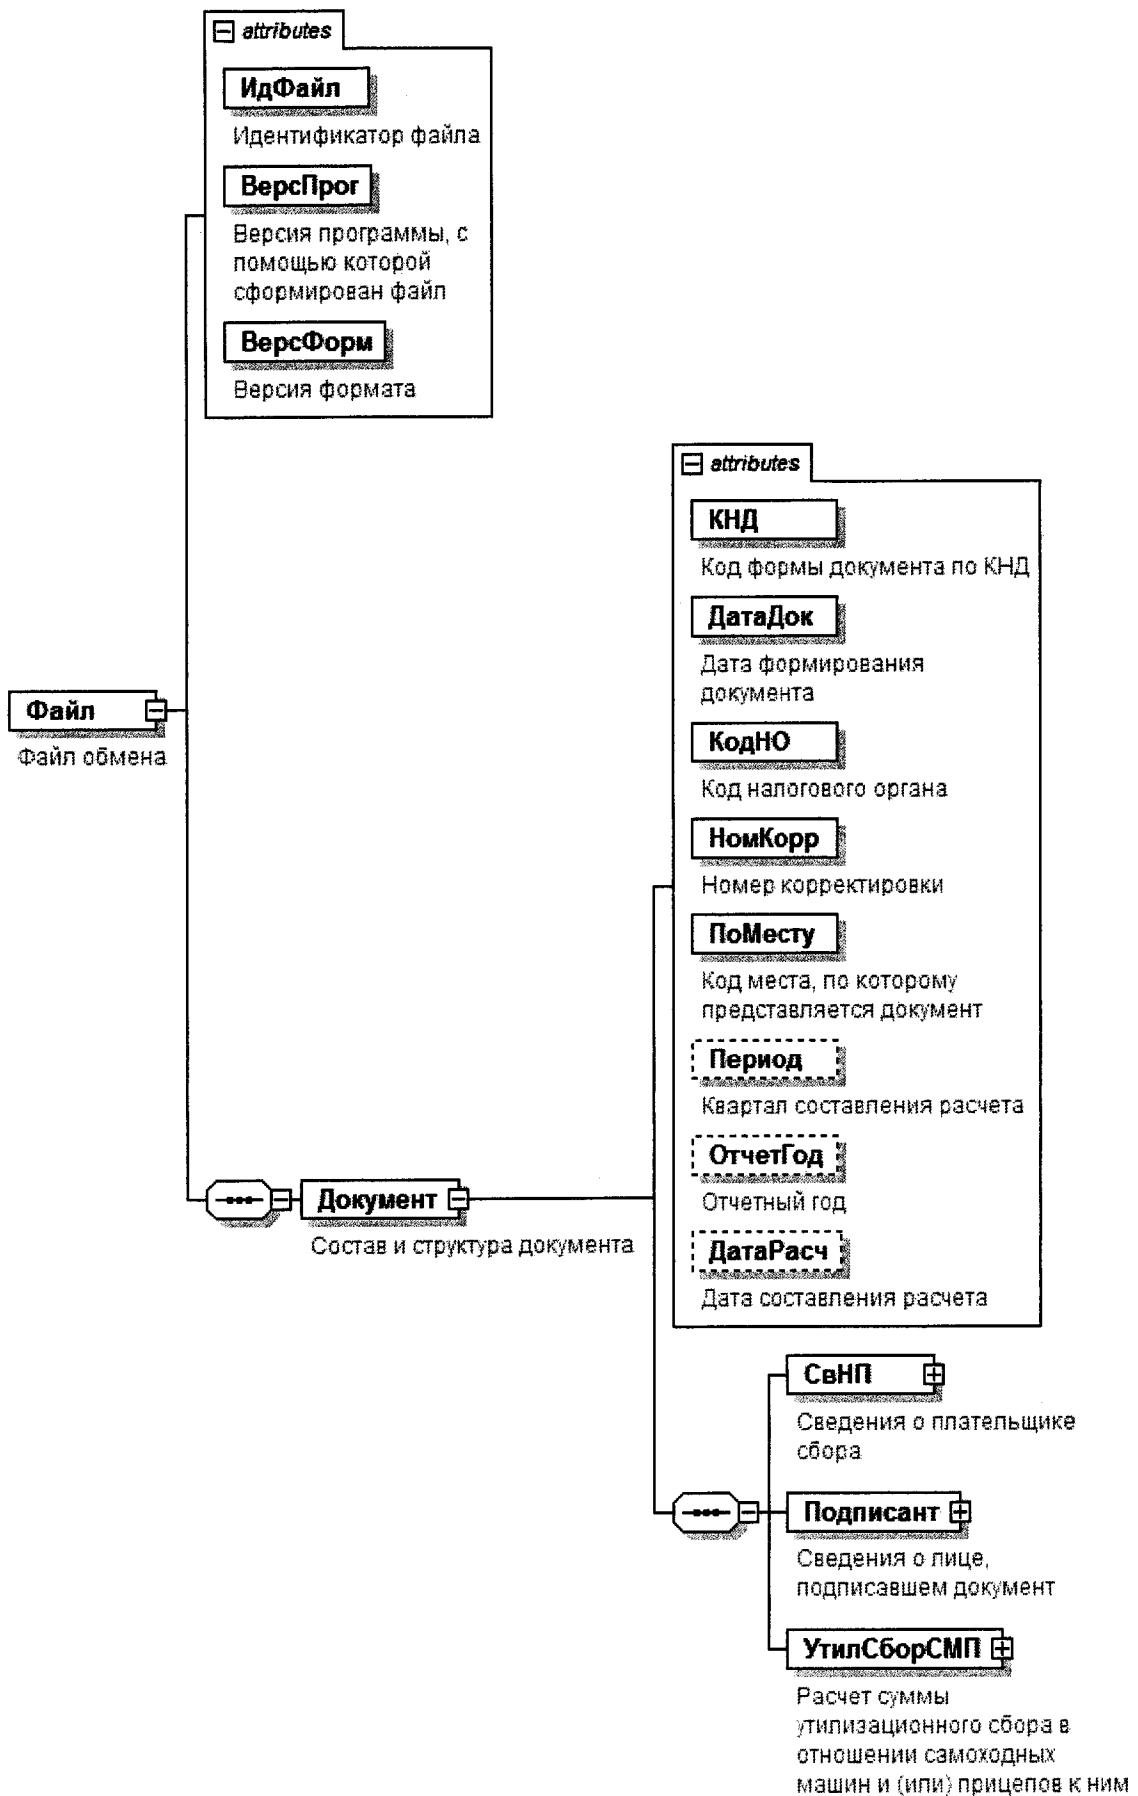 attributes
ИдФайл
Идентификатор файла
ВерсПрог
Версия программы, с
помощью которой
сформирован файл
ВерсФорм
Версия формата
attributes
КНД
Код формы документа по КНД
ДатаДок
Дата формирования
документа
КодНО
Код налогового органа
НомКорр
Номер корректировки
ПоМесту
Код места, по которому
представляется документ
Период
Квартал составления расчета
ОтчетГод
Отчетный год
ДатаРасч
Дата составления расчета
Файл
Файл обмена
Документ
Состав и структура документа
СвНП
Сведения о плательщике
сбора
Подписант
Сведения о лице,
подписавшем документ
УтилСборСМП
Расчет суммы
утилизационного сбора в
отношении самоходных
машин и (или) прицепов к ним